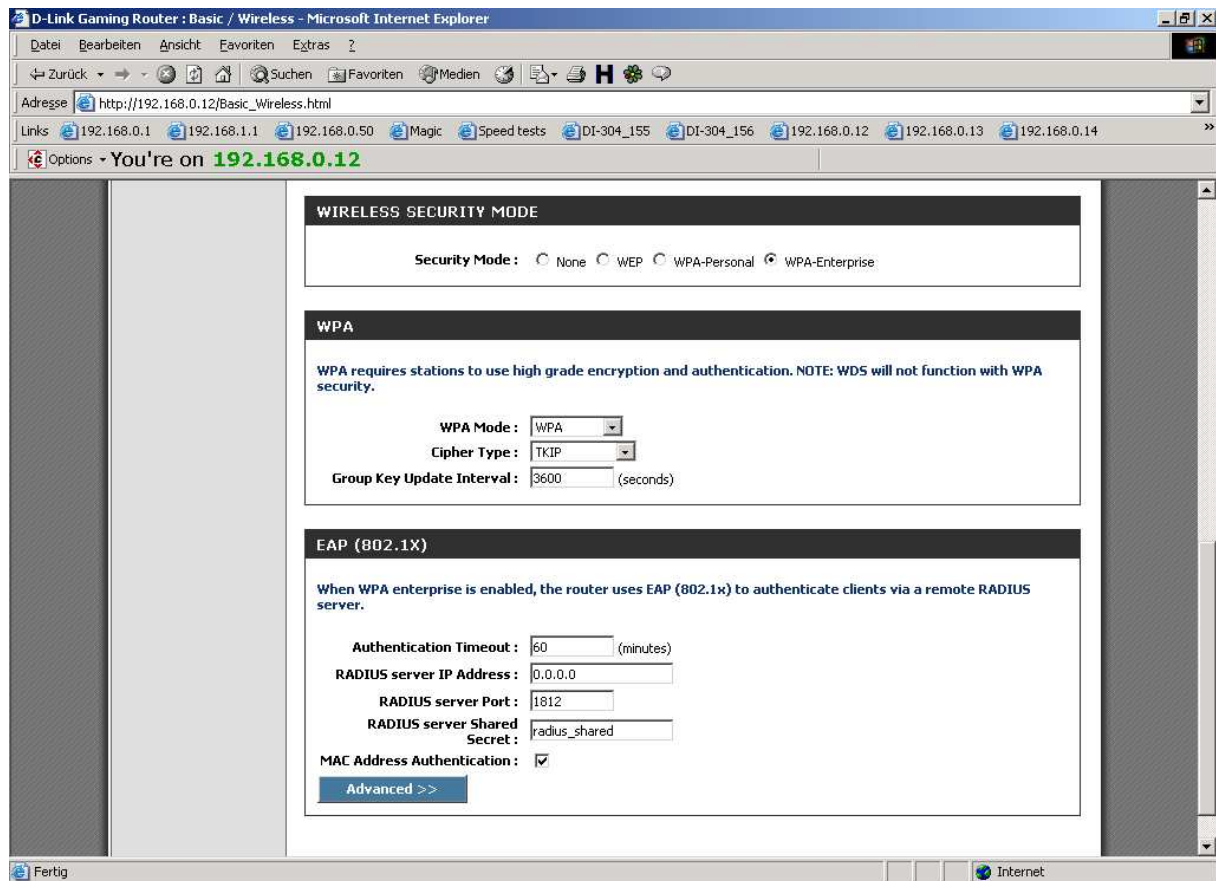 D-Link Gaming Router : Basic / Wireless - Microsoft Internet Explorer
Datei Bearbeiten Ansicht Favoriten Extras ?
Zurück Suchen Favoriten Medien
Adresse http://192.168.0.12/Basic_Wireless.html
Links 192.168.0.1 192.168.1.1 192.168.0.50 Magic Speed tests DI-304_155 DI-304_156 192.168.0.12 192.168.0.13 192.168.0.14 »
Options You're on 192.168.0.12
WIRELESS SECURITY MODE
Security Mode : None WEP WPA-Personal WPA-Enterprise
WPA
WPA requires stations to use high grade encryption and authentication. NOTE: WDS will not function with WPA
security.
WPA Mode : WPA
Cipher Type : TKIP
Group Key Update Interval : 3600 (seconds)
EAP (802.1X)
When WPA enterprise is enabled, the router uses EAP (802.1x) to authenticate clients via a remote RADIUS
server.
Authentication Timeout : 60 (minutes)
RADIUS server IP Address : 0.0.0.0
RADIUS server Port : 1812
RADIUS server Shared
Secret : radius_shared
MAC Address Authentication :
Advanced >>
Fertig Internet